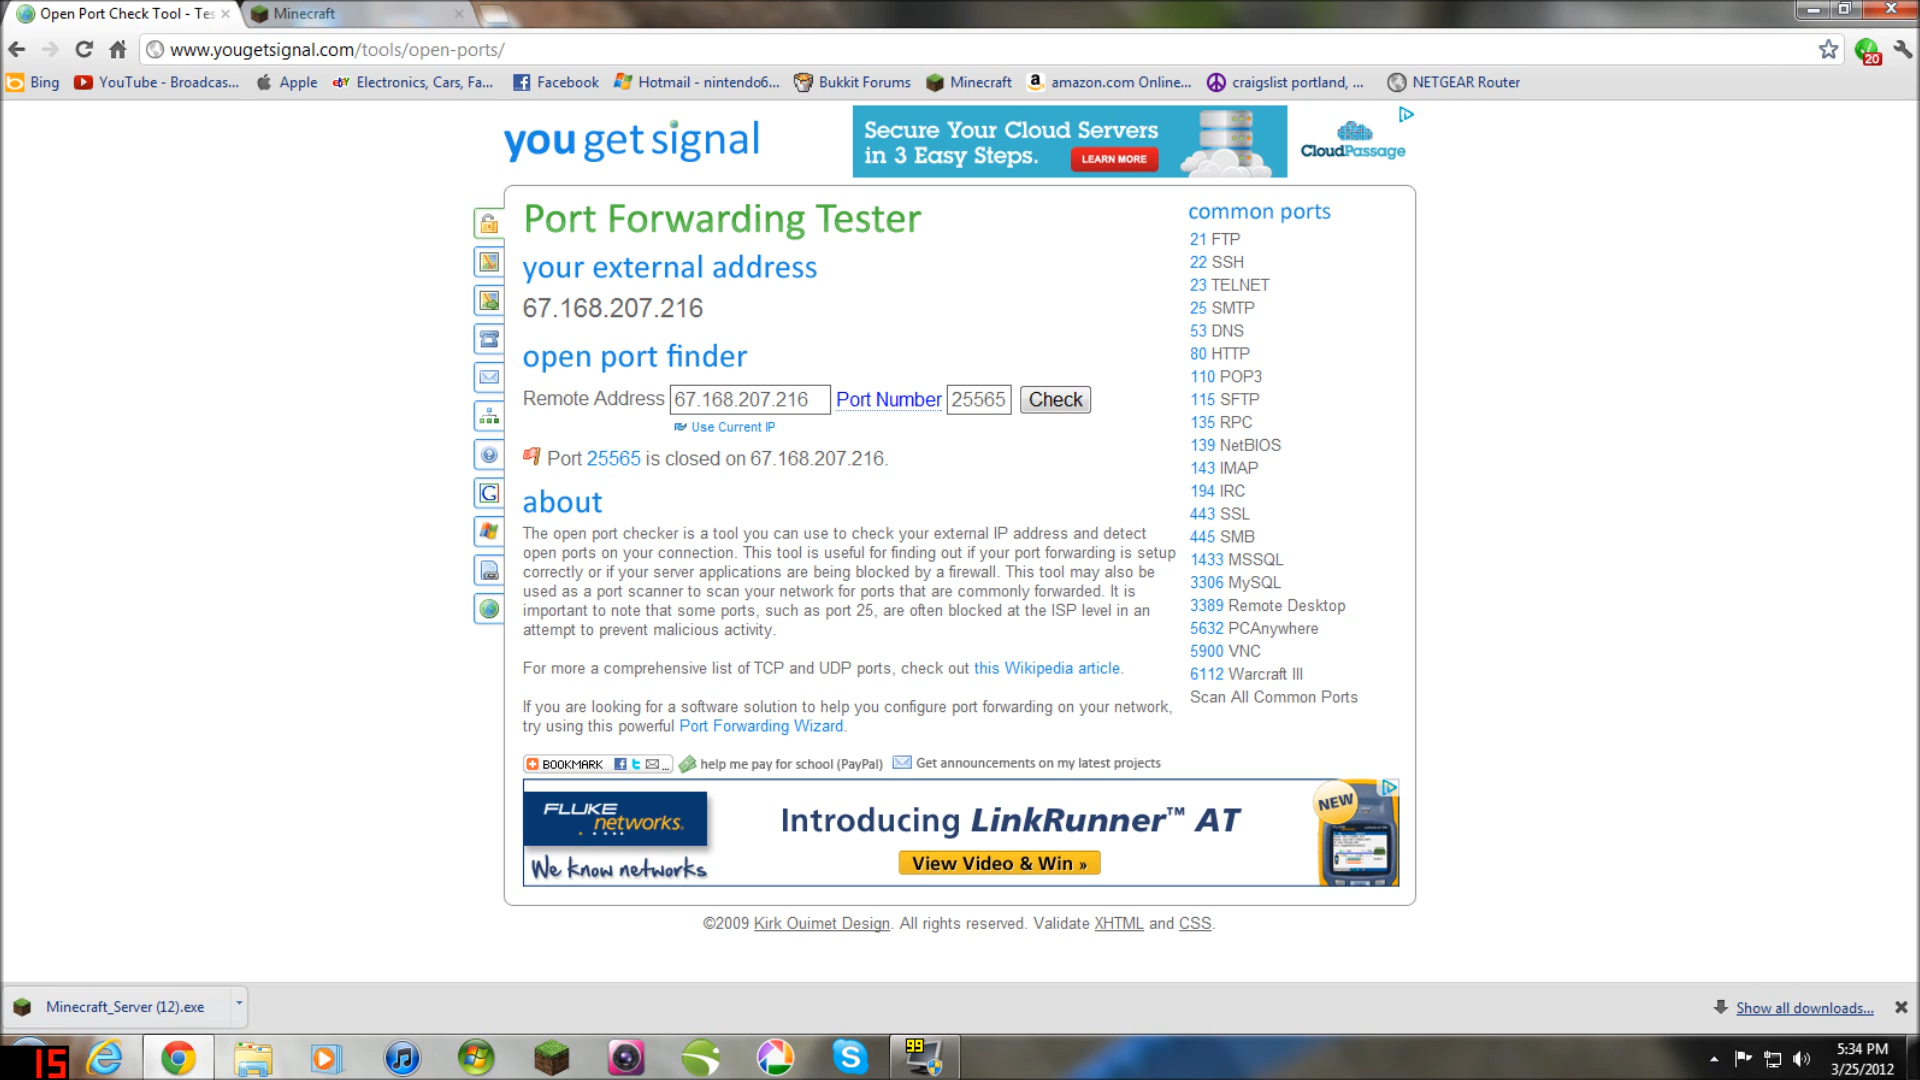 Open Port Check Tool - Tes
Minecraft
www.yougetsignal.com/tools/open-ports/
20
Bing
YouTube - Broadcas...
Apple
Electronics, Cars, Fa...
Facebook
Hotmail - nintendo6...
Bukkit Forums
Minecraft
amazon.com Online...
craigslist portland, ...
NETGEAR Router
you get signal
Secure Your Cloud Servers
in 3 Easy Steps.
LEARN MORE
CloudPassage
Port Forwarding Tester
your external address
67.168.207.216
open port finder
Remote Address 67.168.207.216 Port Number 25565 Check
Use Current IP
Port 25565 is closed on 67.168.207.216.
about
The open port checker is a tool you can use to check your external IP address and detect
open ports on your connection. This tool is useful for finding out if your port forwarding is setup
correctly or if your server applications are being blocked by a firewall. This tool may also be
used as a port scanner to scan your network for ports that are commonly forwarded. It is
important to note that some ports, such as port 25, are often blocked at the ISP level in an
attempt to prevent malicious activity.
For more a comprehensive list of TCP and UDP ports, check out this Wikipedia article.
If you are looking for a software solution to help you configure port forwarding on your network,
try using this powerful Port Forwarding Wizard.
common ports
21 FTP
22 SSH
23 TELNET
25 SMTP
53 DNS
80 HTTP
110 POP3
115 SFTP
135 RPC
139 NetBIOS
143 IMAP
194 IRC
443 SSL
445 SMB
1433 MSSQL
3306 MySQL
3389 Remote Desktop
5632 PCAnywhere
5900 VNC
6112 Warcraft III
Scan All Common Ports
BOOKMARK ...
help me pay for school (PayPal)
Get announcements on my latest projects
FLUKE
networks.
We know networks
Introducing LinkRunner™ AT
View Video & Win »
NEW
©2009 Kirk Ouimet Design. All rights reserved. Validate XHTML and CSS.
Minecraft_Server (12).exe
Show all downloads...
15
99
5:34 PM
3/25/2012